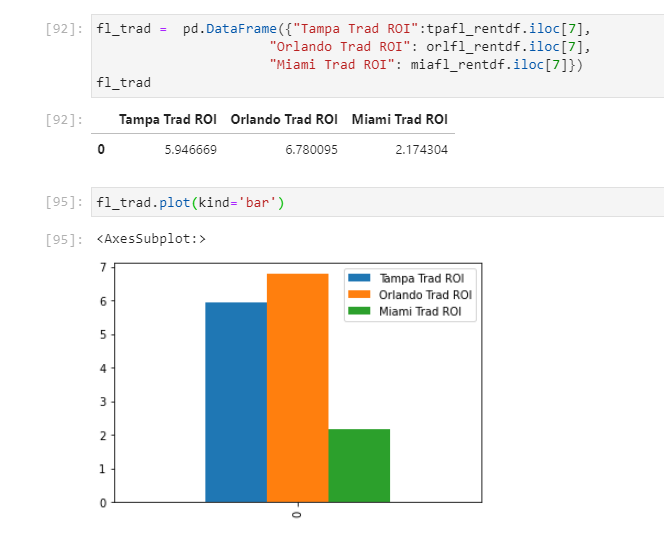 [92]: fl_trad = pd.DataFrame({"Tampa Trad ROI":tpafl_rentdf.iloc[7],
"Orlando Trad ROI": orlfl_rentdf.iloc[7],
"Miami Trad ROI": miafl_rentdf.iloc[7]})
fl_trad
[92]: Tampa Trad ROI Orlando Trad ROI Miami Trad ROI
0 5.946669 6.780095 2.174304
[95]: fl_trad.plot(kind='bar')
[95]: <AxesSubplot:>
7
6
5
4
3
2
1
0
Tampa Trad ROI
Orlando Trad ROI
Miami Trad ROI
0